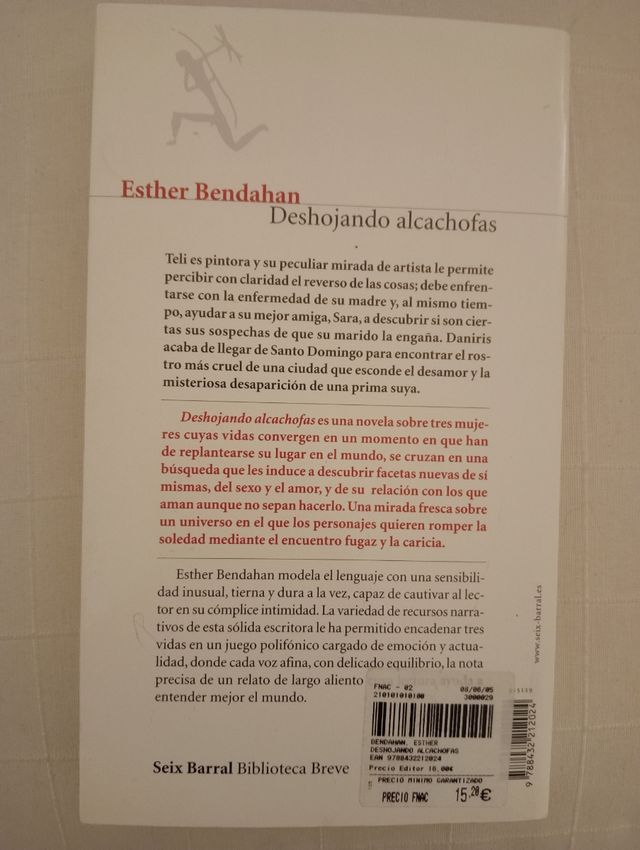 Esther Bendahan
Deshojando alcachofas
Teli es pintora y su peculiar mirada de artista le permite
percibir con claridad el reverso de las cosas; debe enfren-
tarse con la enfermedad de su madre y, al mismo tiem-
po, ayudar a su mejor amiga, Sara, a descubrir si son cier-
tas sus sospechas de que su marido la engaña. Daniris
acaba de llegar de Santo Domingo para encontrar el ros-
tro más cruel de una ciudad que esconde el desamor y la
misteriosa desaparición de una prima suya.
Deshojando alcachofas es una novela sobre tres muje-
res cuyas vidas convergen en un momento en que han
de replantearse su lugar en el mundo, se cruzan en una
búsqueda que les induce a descubrir facetas nuevas de sí
mismas, del sexo y el amor, y de su relación con los que
aman aunque no sepan hacerlo. Una mirada fresca sobre
un universo en el que los personajes quieren romper la
soledad mediante el encuentro fugaz y la caricia.
Esther Bendahan modela el lenguaje con una sensibili-
dad inusual, tierna y dura a la vez, capaz de cautivar al lec-
tor en su cómplice intimidad. La variedad de recursos narra-
tivos de esta sólida escritora le ha permitido encadenar tres
vidas en un juego polifónico cargado de emoción y actua-
lidad, donde cada voz afina, con delicado equilibrio, la nota
precisa de un relato de largo aliento
entender mejor el mundo.
www.seix-barral.es
FNAC - 02 08/06/05
210101010100 3000029
BENDAHAN, ESTHER
DESHOJANDO ALCACHOFAS
EAN 9788432212024
Precio Editor 16.00€
PRECIO MINIMO GARANTIZADO
PRECIO FNAC 15.20€
9 788432 212024
Seix Barral Biblioteca Breve